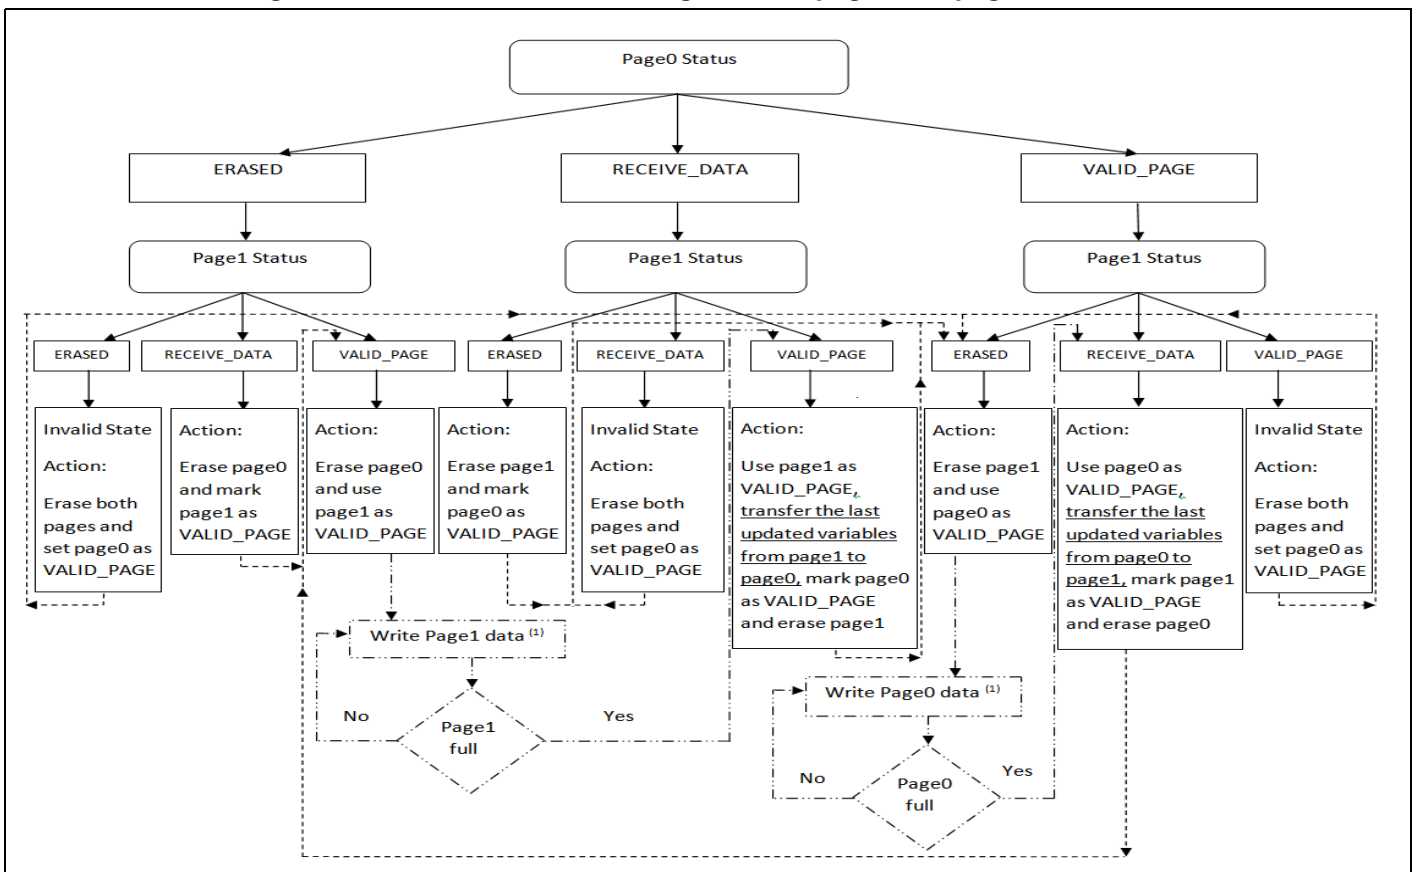 Page0 Status
ERASED
RECEIVE_DATA
VALID_PAGE
Page1 Status
Page1 Status
Page1 Status
ERASED
RECEIVE_DATA
VALID_PAGE
ERASED
RECEIVE_DATA
VALID_PAGE
ERASED
RECEIVE_DATA
VALID_PAGE
Invalid State
Action:
Erase both
pages and
set page0 as
VALID_PAGE
Action:
Erase page0
and mark
page1 as
VALID_PAGE
Action:
Erase page0
and use
page1 as
VALID_PAGE
Action:
Erase page1
and mark
page0 as
VALID_PAGE
Invalid State
Action:
Erase both
pages and
set page0 as
VALID_PAGE
Action:
Use page1 as
VALID_PAGE,
transfer the last
updated variables
from page1 to
page0, mark page0
as VALID_PAGE
and erase page1
Action:
Erase page1
and use
page0 as
VALID_PAGE
Action:
Use page0 as
VALID_PAGE,
transfer the last
updated variables
from page0 to
page1, mark page1
as VALID_PAGE
and erase page0
Invalid State
Action:
Erase both
pages and
set page0 as
VALID_PAGE
Write Page1 data (1)
No
Page1
full
Yes
Write Page0 data (1)
No
Page0
full
Yes